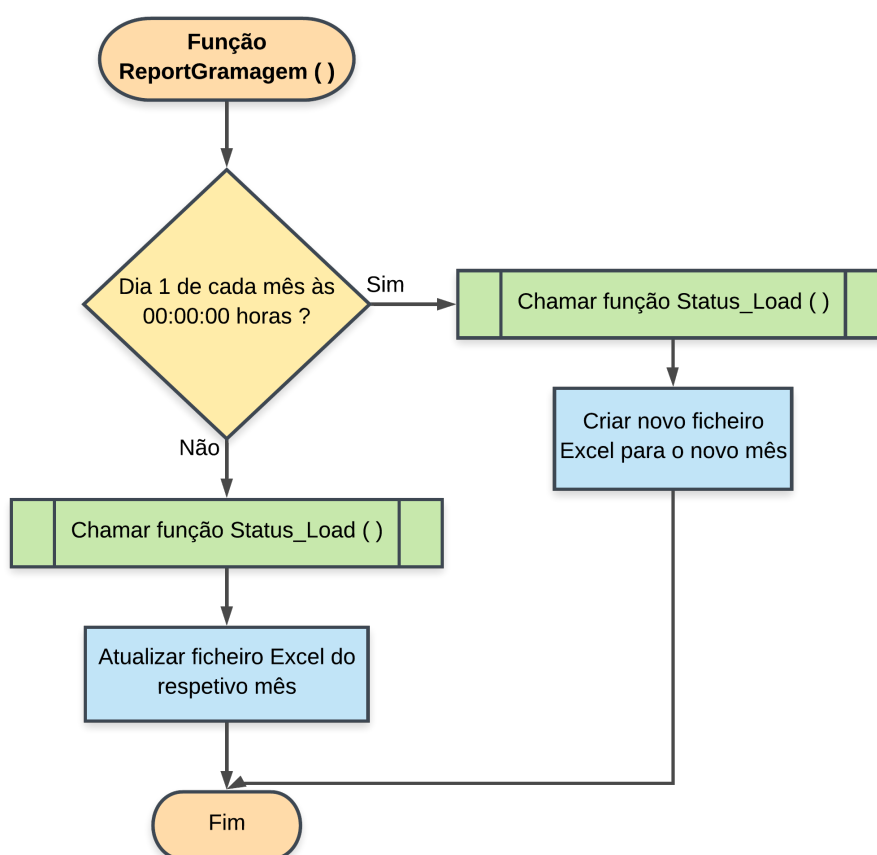 Função
ReportGramagem ( )
Dia 1 de cada mês às
00:00:00 horas ?
Sim
Chamar função Status_Load ( )
Criar novo ficheiro
Excel para o novo mês
Não
Chamar função Status_Load ( )
Atualizar ficheiro Excel do
respetivo mês
Fim